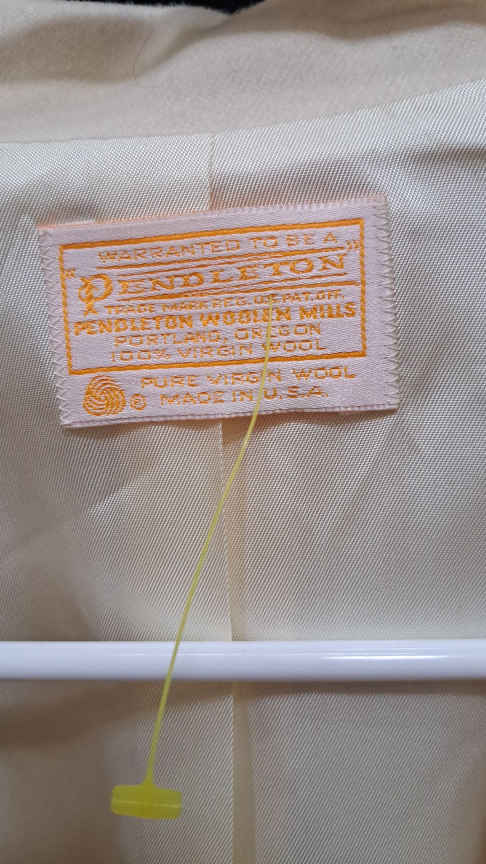 WARRANTED TO BE A
"PENDLETON"
TRADE MARK REG. U.S. PAT. OFF.
PENDLETON WOOLEN MILLS
PORTLAND, OREGON
100% VIRGIN WOOL
PURE VIRGIN WOOL
© MADE IN U.S.A.